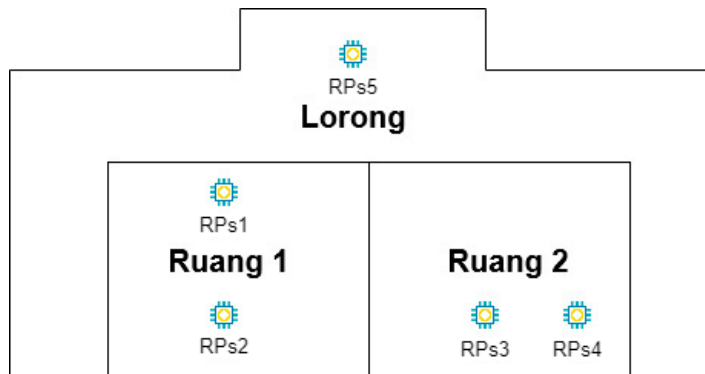 RPs5
Lorong
RPs1
Ruang 1
Ruang 2
RPs2
RPs3
RPs4